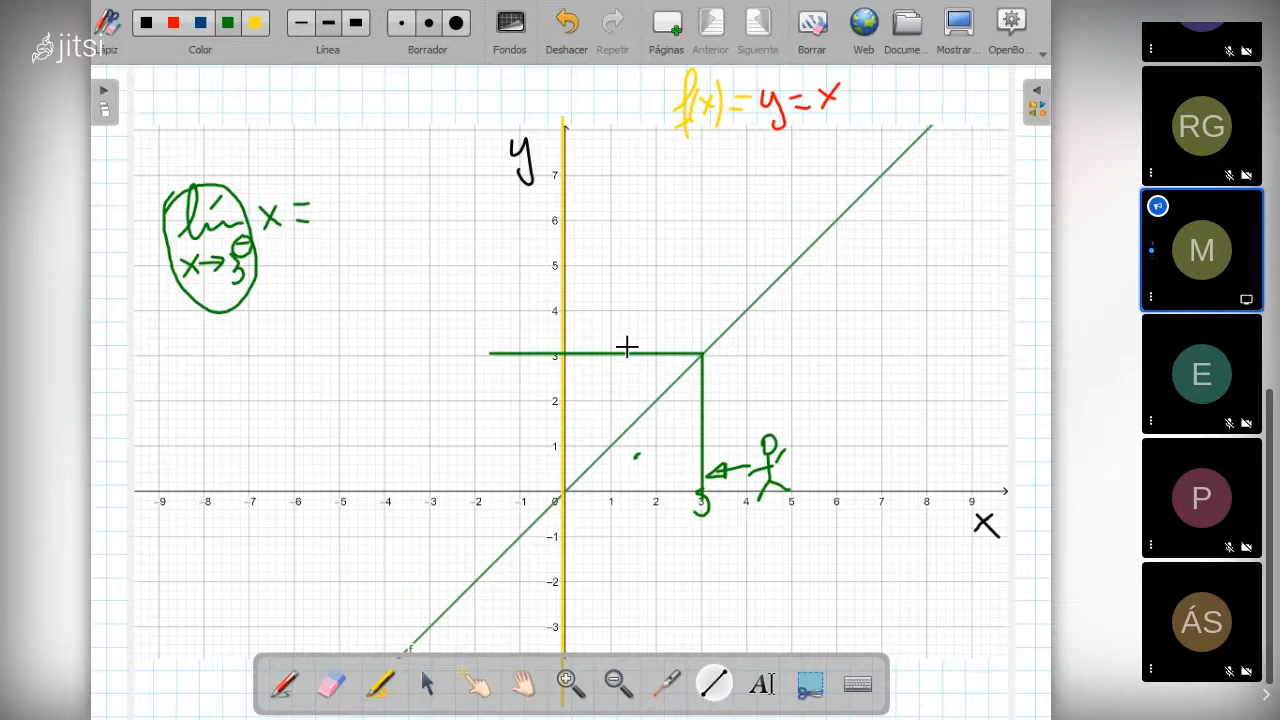 jitsi
Lápiz Color Línea Borrador Fondos Deshacer Repetir Páginas Anterior Siguiente Borrar Web Docume... Mostrar... OpenBo...
f(x) = y = x
y
lím x =
x→3⁻
7
6
5
4
3
2
1
-9 -8 -7 -6 -5 -4 -3 -2 -1 0 1 2 3 4 5 6 7 8 9
3
x
-1
-2
-3
f
AI
RG
M
E
P
ÁS